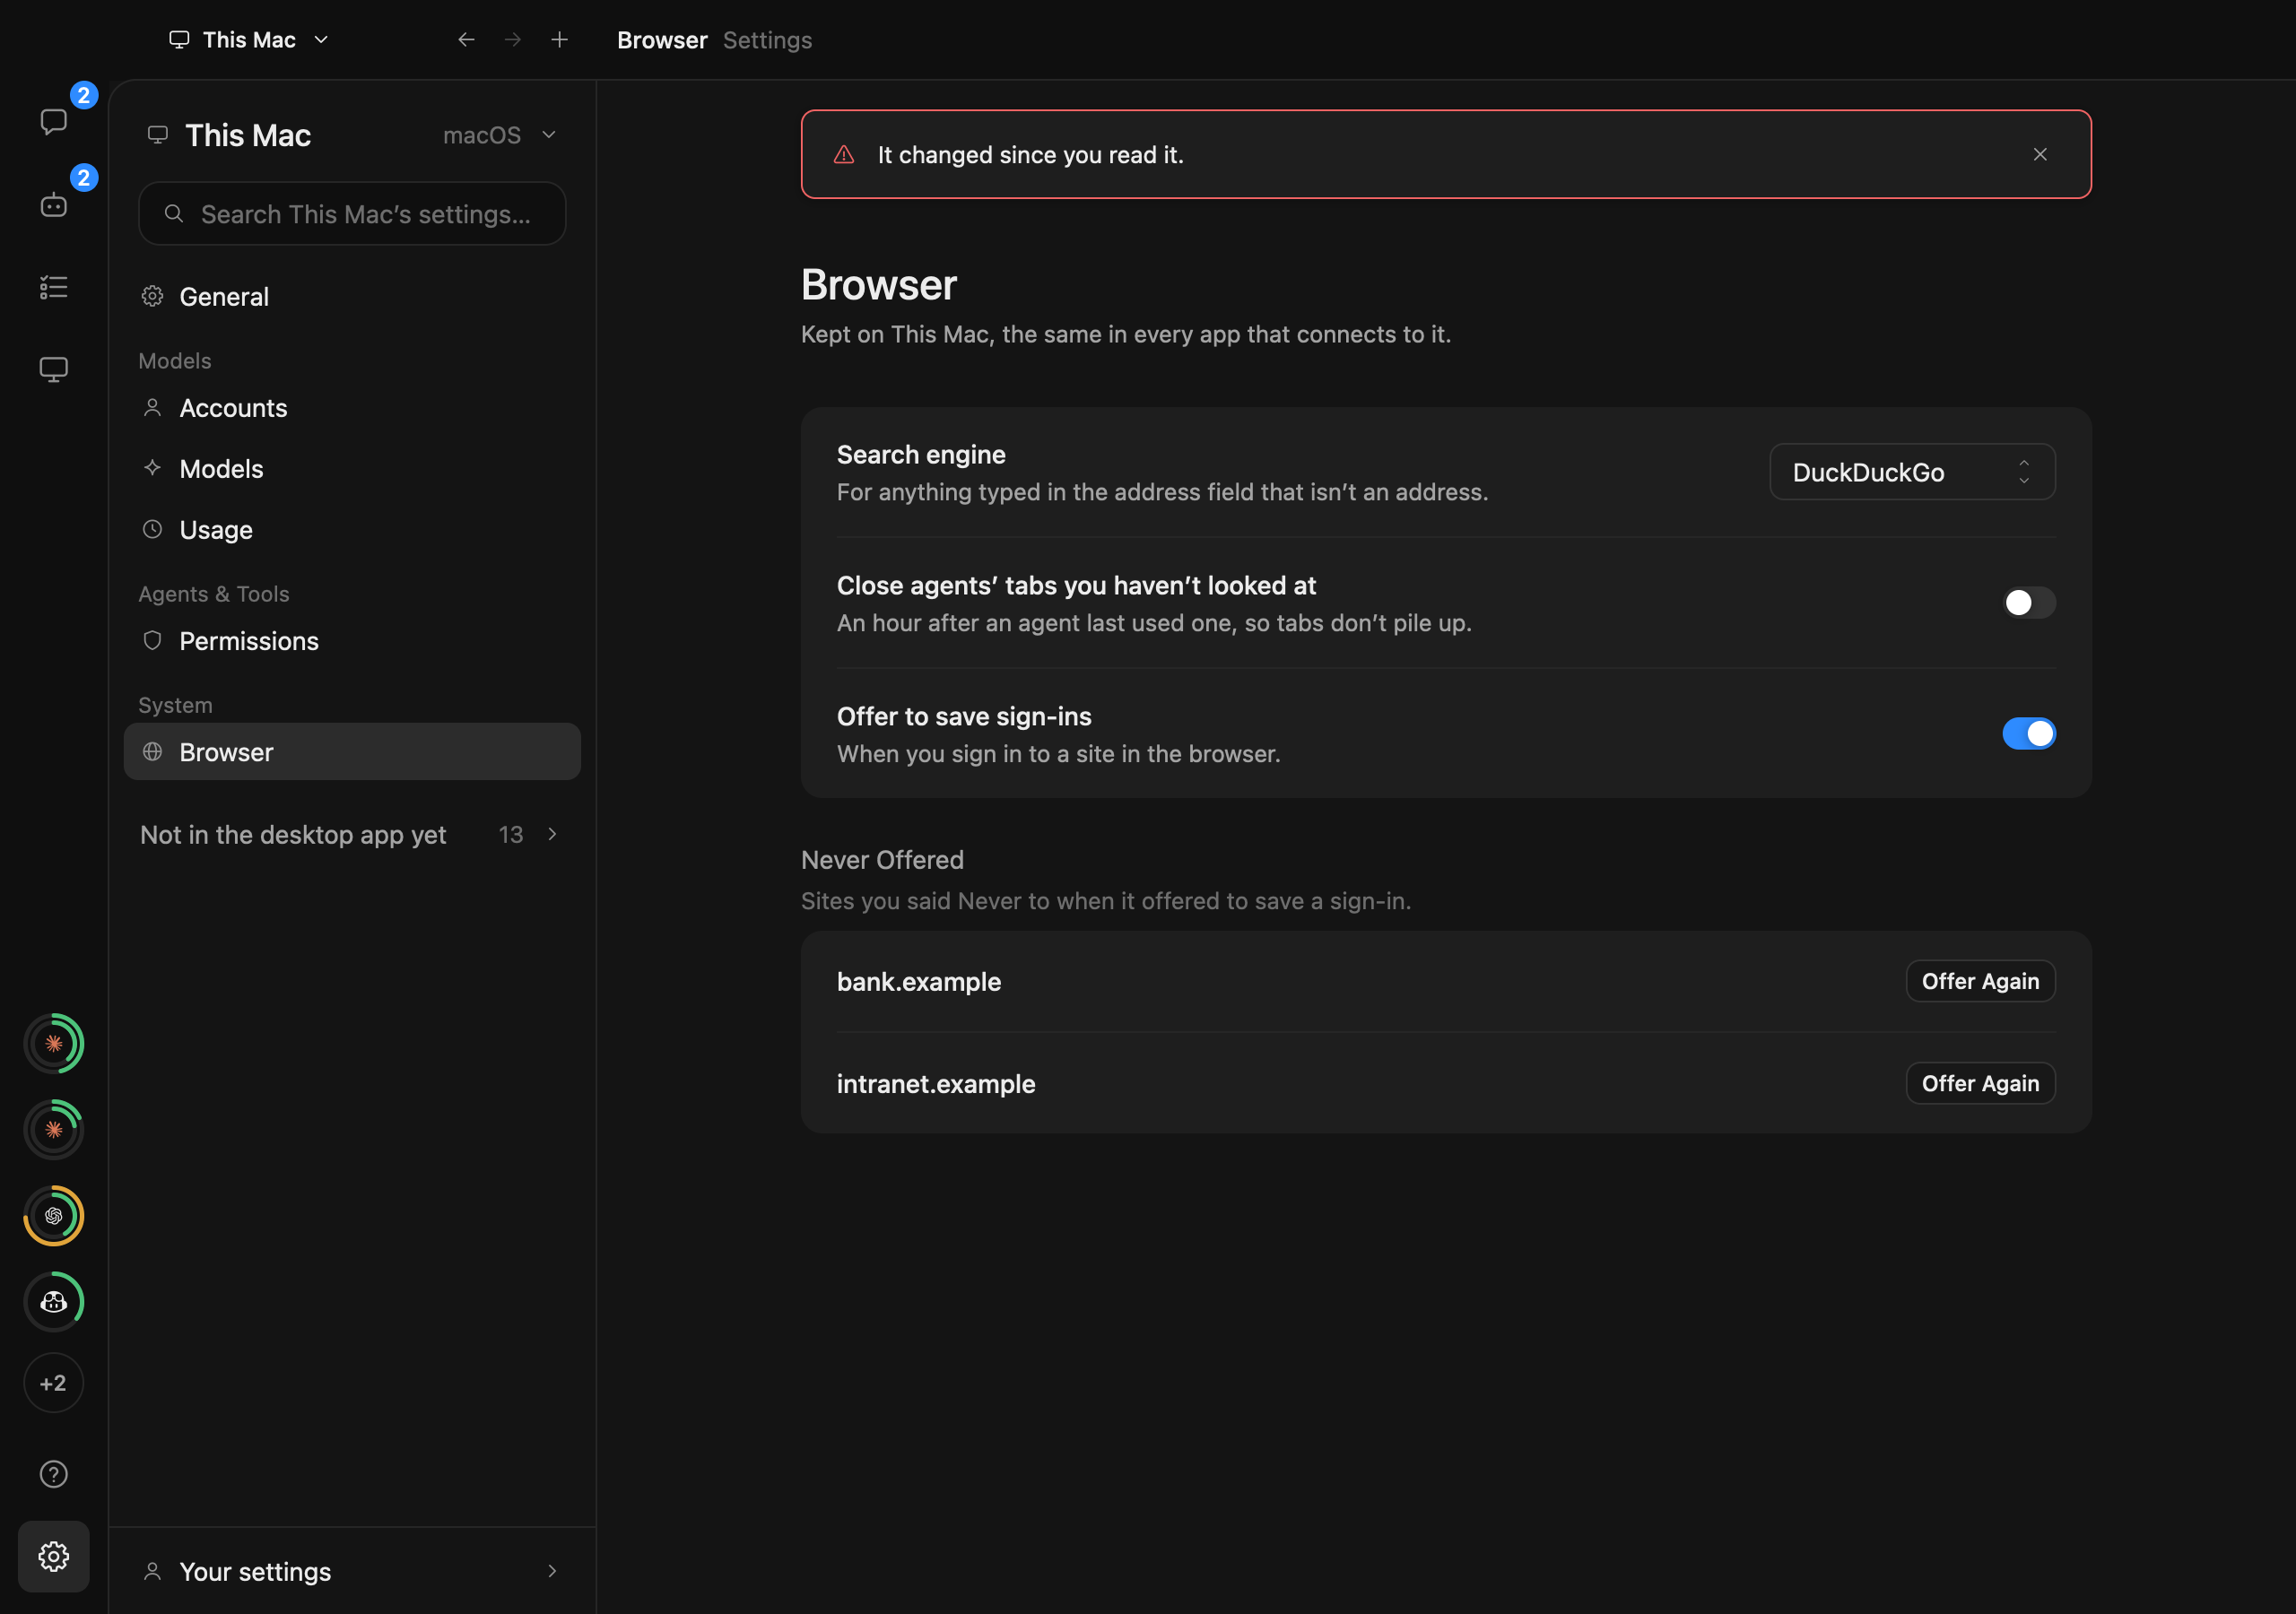 This Mac
Browser Settings
2
2
This Mac macOS
Search This Mac’s settings...
General
Models
Accounts
Models
Usage
Agents & Tools
Permissions
System
Browser
Not in the desktop app yet 13
+2
Your settings
It changed since you read it.
Browser
Kept on This Mac, the same in every app that connects to it.
Search engine
For anything typed in the address field that isn’t an address.
DuckDuckGo
Close agents’ tabs you haven’t looked at
An hour after an agent last used one, so tabs don’t pile up.
Offer to save sign-ins
When you sign in to a site in the browser.
Never Offered
Sites you said Never to when it offered to save a sign-in.
bank.example
Offer Again
intranet.example
Offer Again